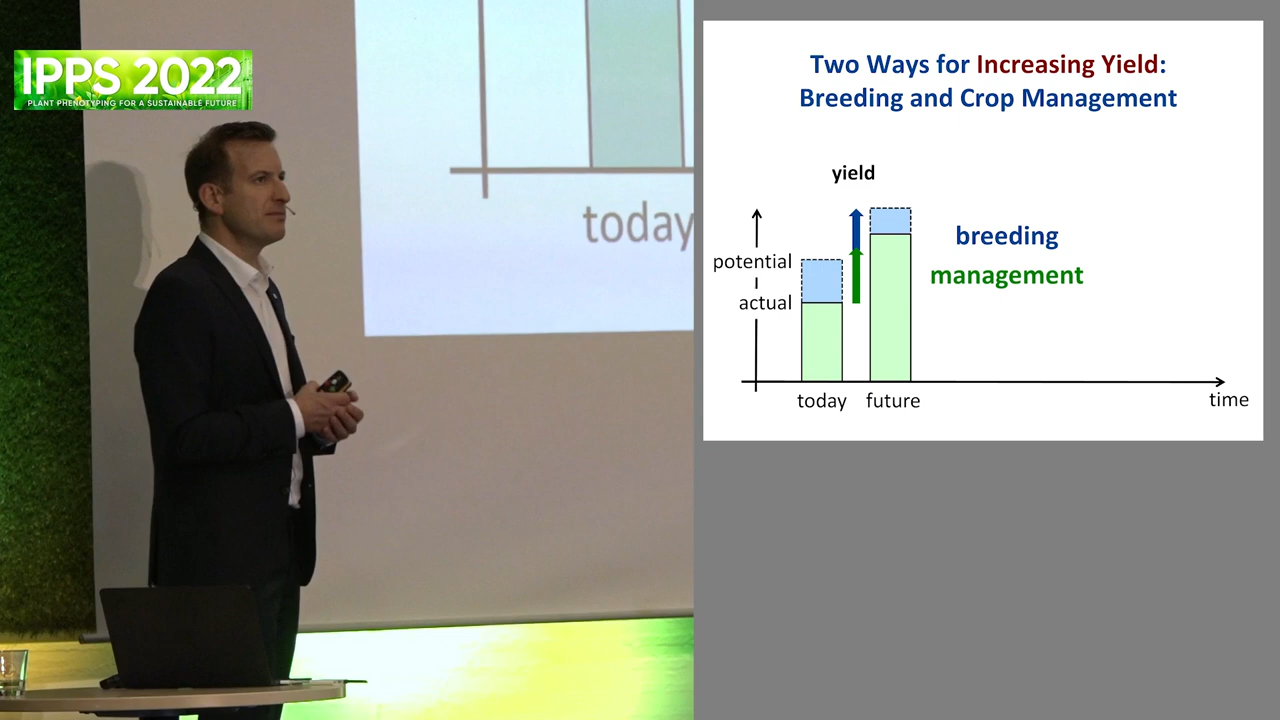 IPPS 2022
PLANT PHENOTYPING FOR A SUSTAINABLE FUTURE
today
Two Ways for Increasing Yield:
Breeding and Crop Management
yield
potential
actual
breeding
management
today
future
time